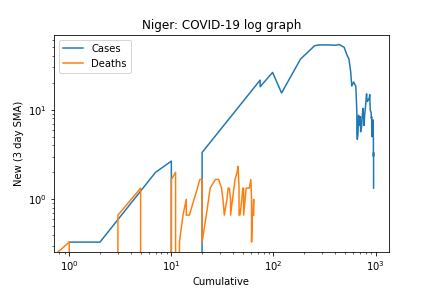 Niger: COVID-19 log graph
Cases
Deaths
New (3 day SMA)
10¹
10⁰
10⁰
10¹
10²
10³
Cumulative